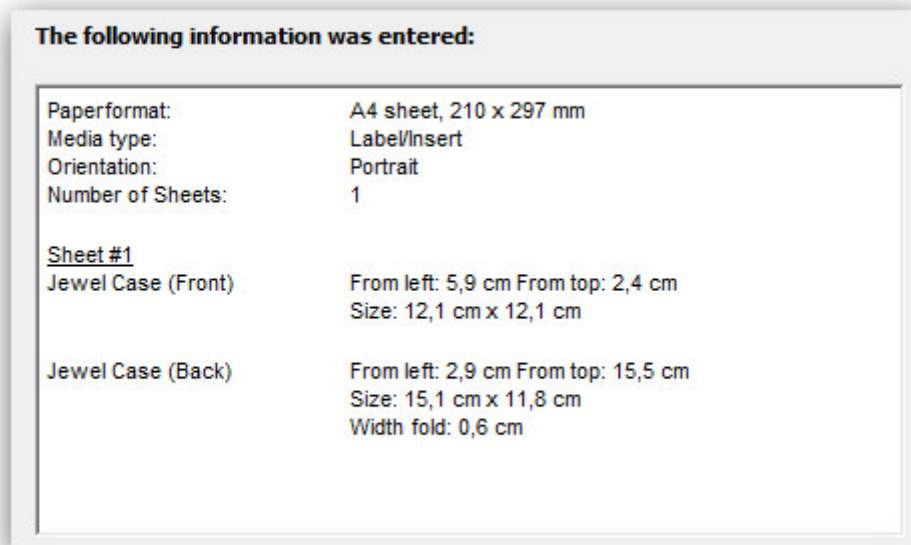 The following information was entered:
Paperformat: A4 sheet, 210 x 297 mm
Media type: Label/Insert
Orientation: Portrait
Number of Sheets: 1
Sheet #1
Jewel Case (Front) From left: 5,9 cm From top: 2,4 cm
Size: 12,1 cm x 12,1 cm
Jewel Case (Back) From left: 2,9 cm From top: 15,5 cm
Size: 15,1 cm x 11,8 cm
Width fold: 0,6 cm